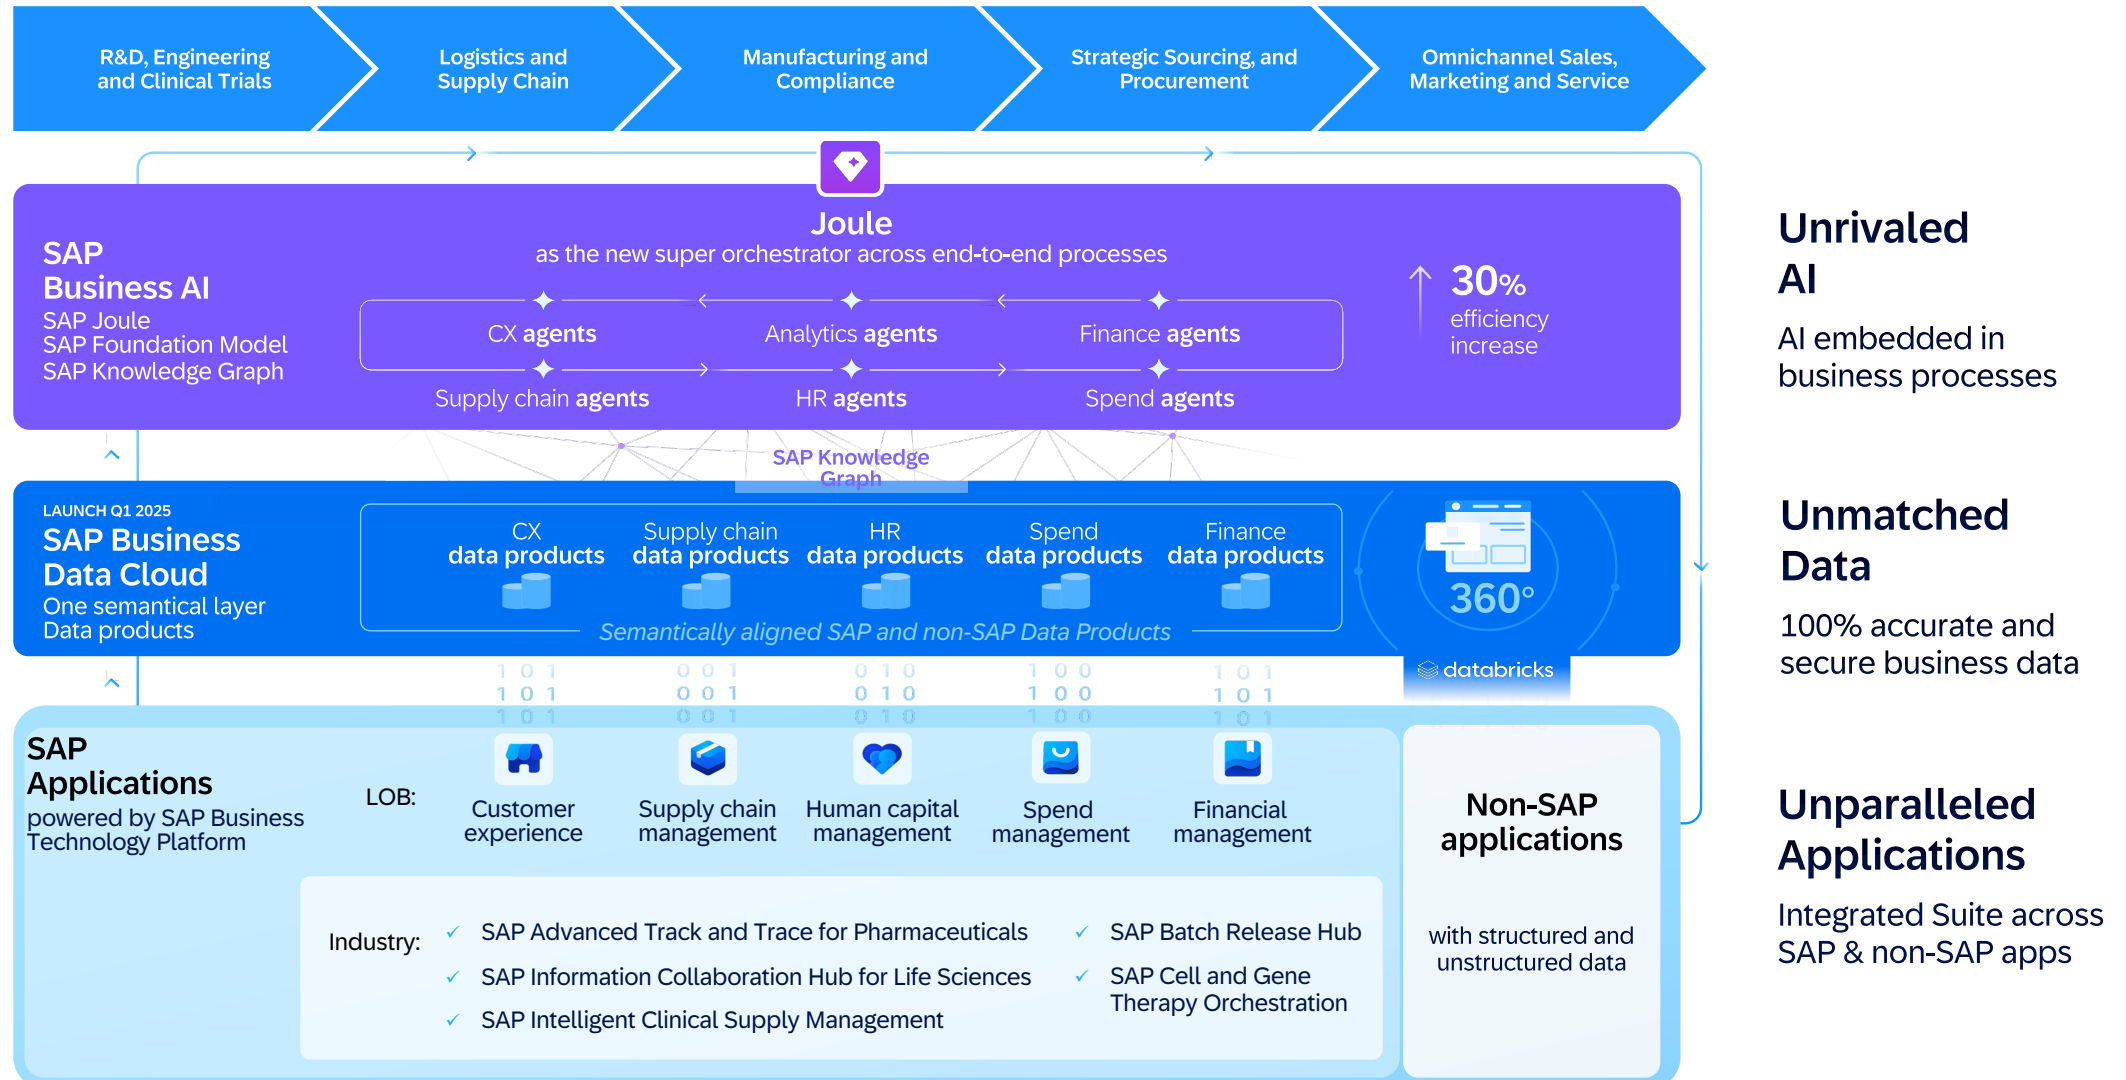 R&D, Engineering
and Clinical Trials
Logistics and
Supply Chain
Manufacturing and
Compliance
Strategic Sourcing, and
Procurement
Omnichannel Sales,
Marketing and Service
SAP
Business AI
SAP Joule
SAP Foundation Model
SAP Knowledge Graph
Joule
as the new super orchestrator across end-to-end processes
CX agents
Analytics agents
Finance agents
Supply chain agents
HR agents
Spend agents
30%
efficiency
increase
Unrivaled
AI
AI embedded in
business processes
SAP Knowledge
Graph
LAUNCH Q1 2025
SAP Business
Data Cloud
One semantical layer
Data products
CX
data products
Supply chain
data products
HR
data products
Spend
data products
Finance
data products
Semantically aligned SAP and non-SAP Data Products
360°
databricks
Unmatched
Data
100% accurate and
secure business data
1 0 1
1 0 1
1 0 1
0 0 1
0 0 1
0 0 1
0 1 0
0 1 0
0 1 0
1 0 0
1 0 0
1 0 0
1 0 1
1 0 1
1 0 1
SAP
Applications
powered by SAP Business
Technology Platform
LOB:
Customer
experience
Supply chain
management
Human capital
management
Spend
management
Financial
management
Industry:
SAP Advanced Track and Trace for Pharmaceuticals
SAP Information Collaboration Hub for Life Sciences
SAP Intelligent Clinical Supply Management
SAP Batch Release Hub
SAP Cell and Gene
Therapy Orchestration
Non-SAP
applications
with structured and
unstructured data
Unparalleled
Applications
Integrated Suite across
SAP & non-SAP apps